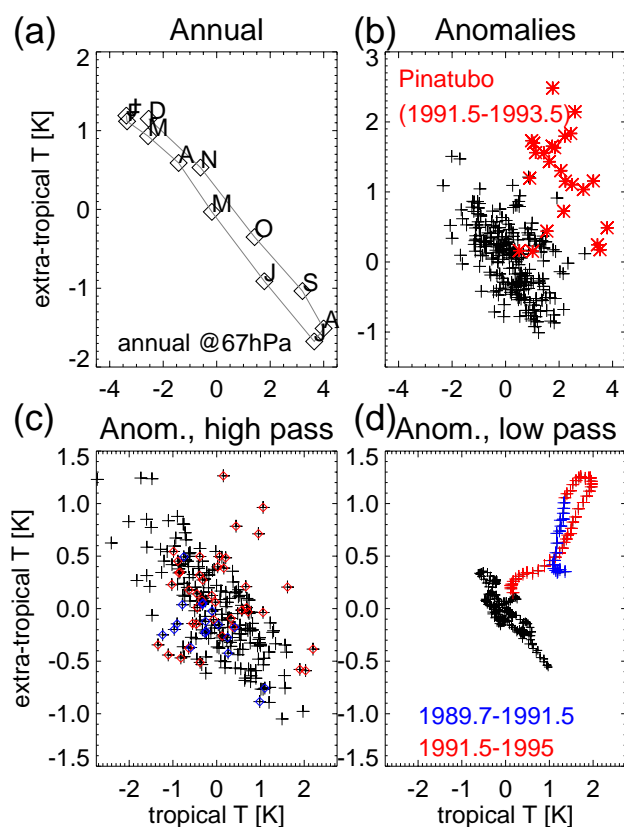 (a) Annual
extra-tropical T [K]
2
1
0
-1
-2
D
M
A
N
M
O
J
S
A
J
annual @67hPa
-4 -2 0 2 4
(b) Anomalies
3
2
1
0
-1
Pinatubo
(1991.5-1993.5)
-4 -2 0 2 4
(c) Anom., high pass
extra-tropical T [K]
1.5
1.0
0.5
0.0
-0.5
-1.0
-1.5
-2 -1 0 1 2
tropical T [K]
(d) Anom., low pass
1.5
1.0
0.5
0.0
-0.5
-1.0
-1.5
1989.7-1991.5
1991.5-1995
-2 -1 0 1 2
tropical T [K]